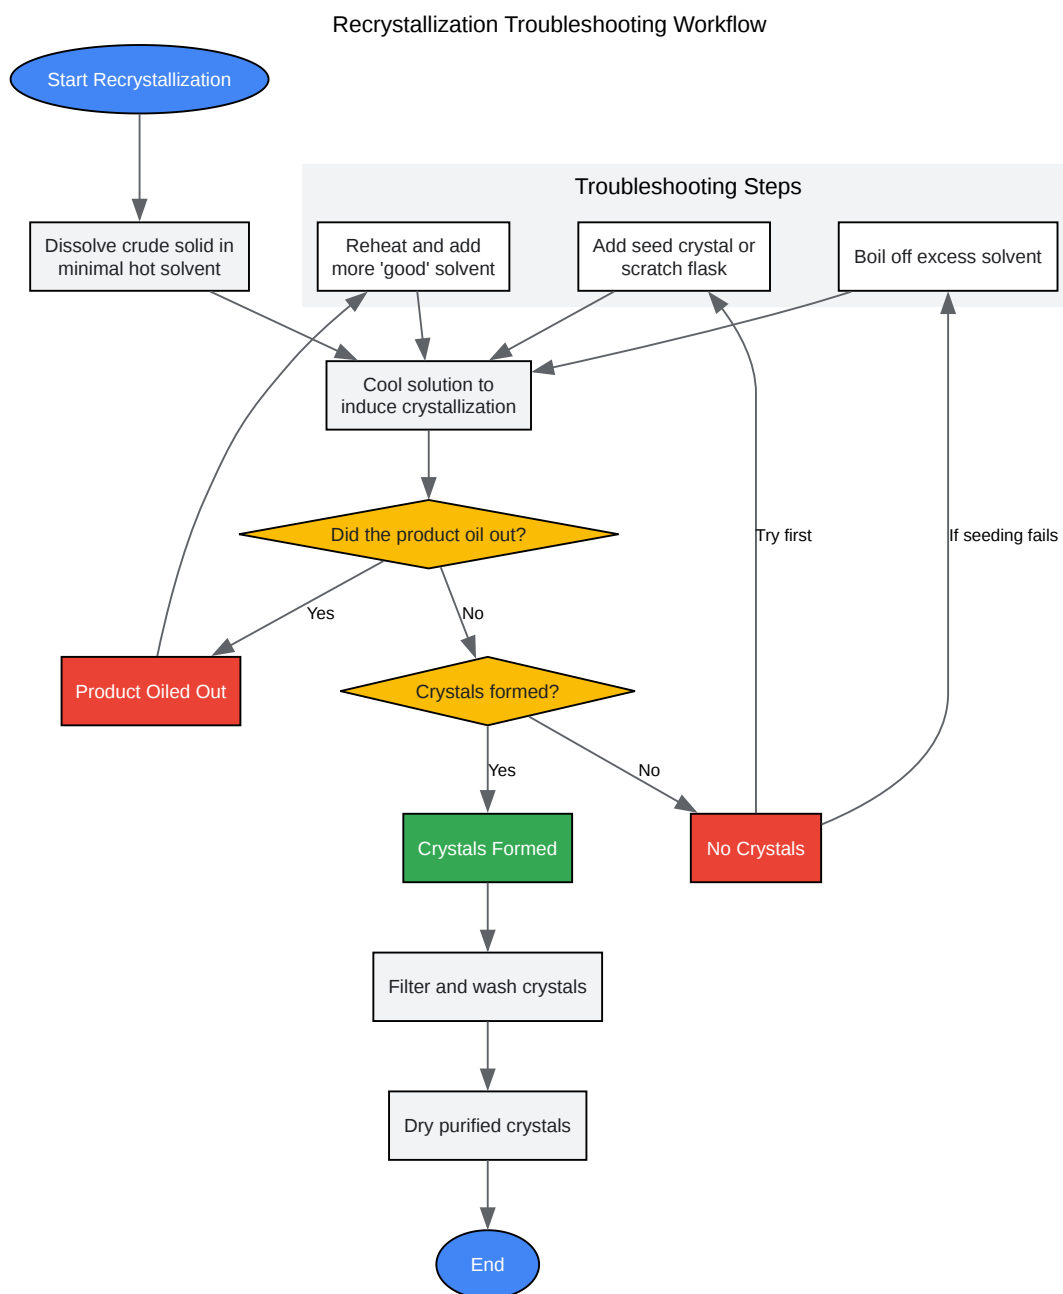 Recrystallization Troubleshooting Workflow
Start Recrystallization
Troubleshooting Steps
Dissolve crude solid in
minimal hot solvent
Reheat and add
more 'good' solvent
Add seed crystal or
scratch flask
Boil off excess solvent
Cool solution to
induce crystallization
Did the product oil out?
Try first
If seeding fails
Yes
No
Product Oiled Out
Crystals formed?
Yes
No
Crystals Formed
No Crystals
Filter and wash crystals
Dry purified crystals
End